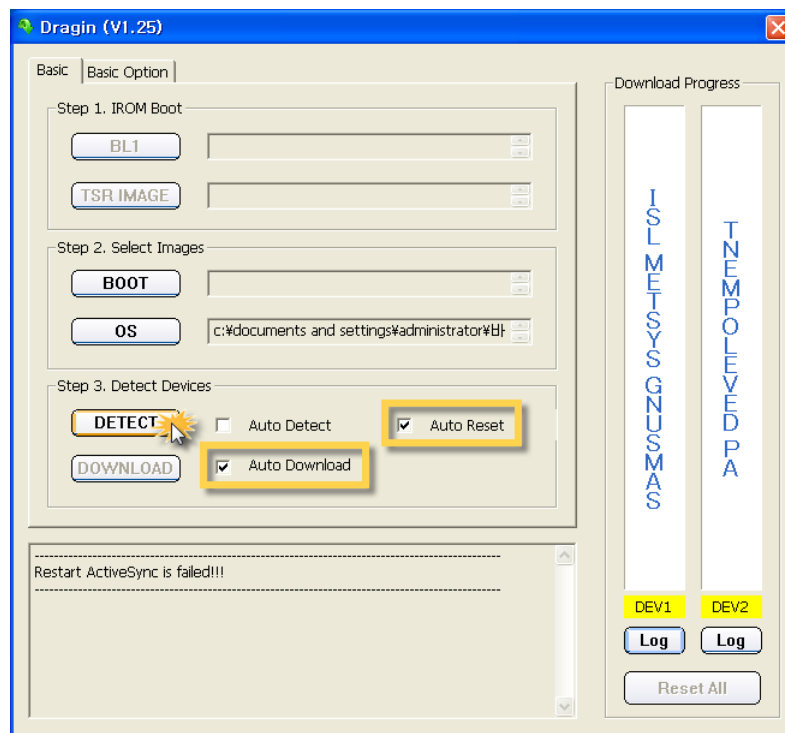 Dragin (V1.25)
Basic
Basic Option
Step 1. IROM Boot
BL1
TSR IMAGE
Step 2. Select Images
BOOT
OS
c:¥documents and settings¥administrator¥바
Step 3. Detect Devices
DETECT
Auto Detect
Auto Reset
DOWNLOAD
Auto Download
Restart ActiveSync is failed!!!
Download Progress
ISL METSYS GNUSMAS
TNEMPOLEVED PA
DEV1
DEV2
Log
Log
Reset All